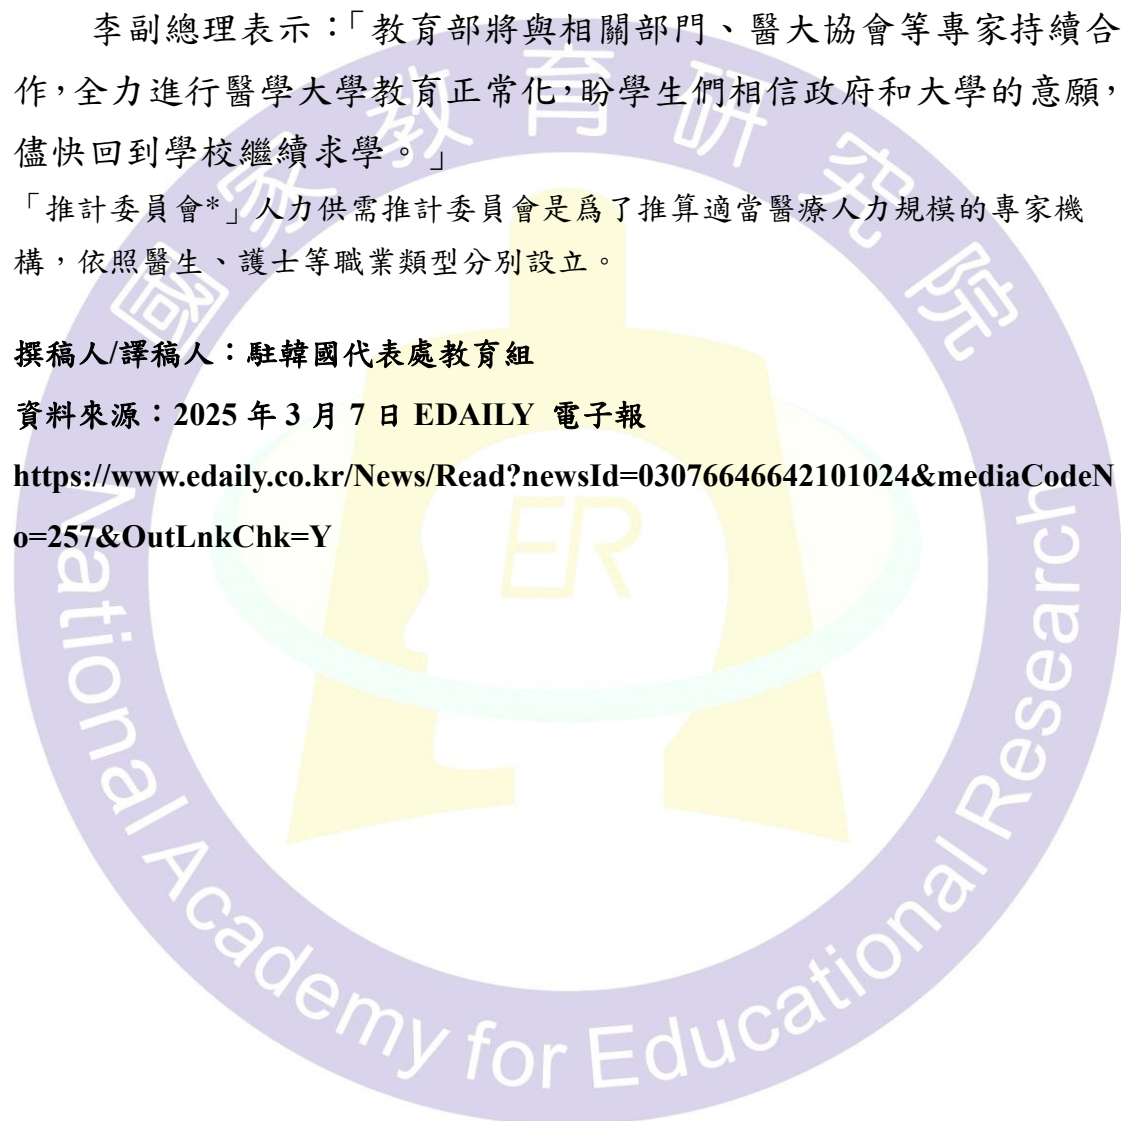 李副總理表示：「教育部將與相關部門、醫大協會等專家持續合
作，全力進行醫學大學教育正常化，盼學生們相信政府和大學的意願，
儘快回到學校繼續求學。」
「推計委員會*」人力供需推計委員會是爲了推算適當醫療人力規模的專家機
構，依照醫生、護士等職業類型分別設立。
撰稿人/譯稿人：駐韓國代表處教育組
資料來源：2025 年 3 月 7 日 EDAILY 電子報
https://www.edaily.co.kr/News/Read?newsId=03076646642101024&mediaCodeN
o=257&OutLnkChk=Y
國家教育研究院
ER
National Academy for Educational Research